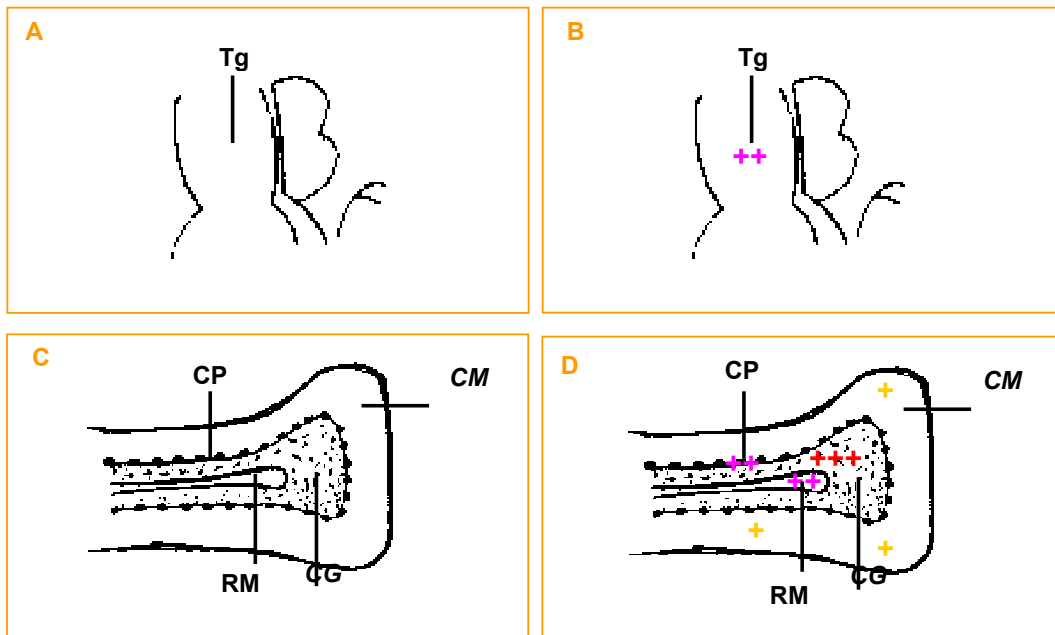 A
Tg
B
Tg
++
C
CP
CM
RM
CG
D
CP
CM
+
++
+++
++
+
+
RM
CG